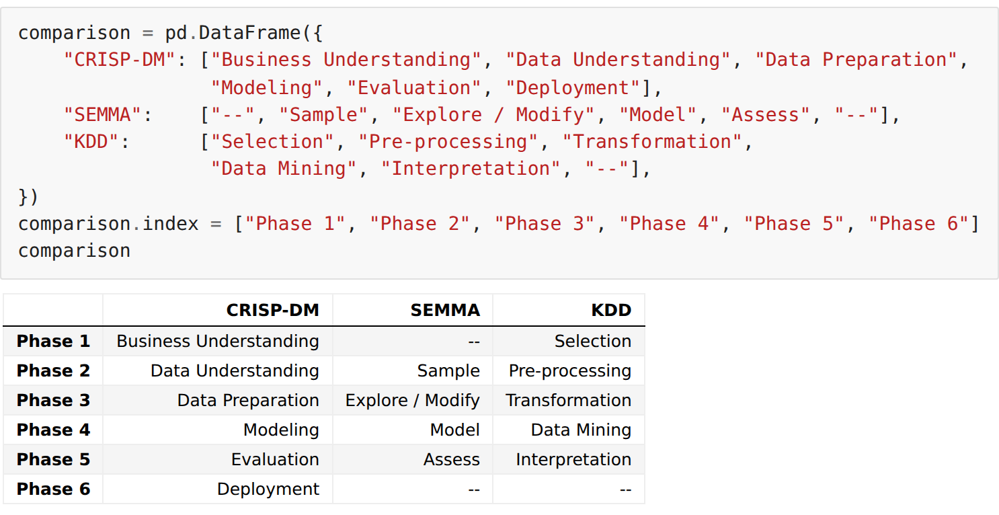 comparison = pd.DataFrame({
    "CRISP-DM": ["Business Understanding", "Data Understanding", "Data Preparation",
                 "Modeling", "Evaluation", "Deployment"],
    "SEMMA":    ["--", "Sample", "Explore / Modify", "Model", "Assess", "--"],
    "KDD":      ["Selection", "Pre-processing", "Transformation",
                 "Data Mining", "Interpretation", "--"],
})
comparison.index = ["Phase 1", "Phase 2", "Phase 3", "Phase 4", "Phase 5", "Phase 6"]
comparison
CRISP-DM SEMMA KDD
Phase 1 Business Understanding -- Selection
Phase 2 Data Understanding Sample Pre-processing
Phase 3 Data Preparation Explore / Modify Transformation
Phase 4 Modeling Model Data Mining
Phase 5 Evaluation Assess Interpretation
Phase 6 Deployment -- --